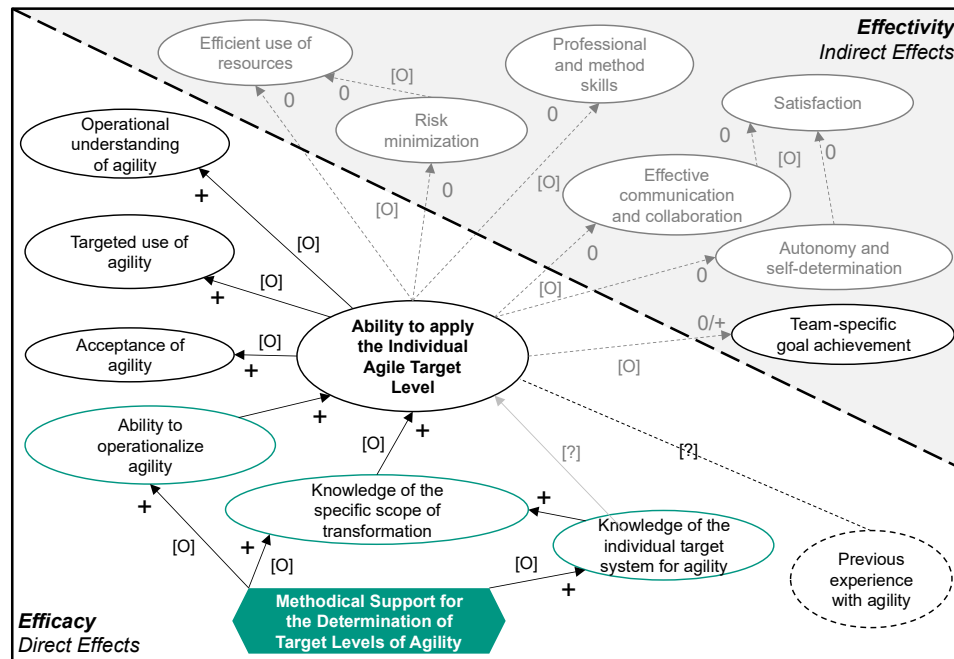 Effectivity
Indirect Effects
Efficient use of
resources
[O]
0
0
Professional
and method
skills
0
Risk
minimization
0
Satisfaction
0
[O]
0
Operational
understanding
of agility
+
[O]
[O]
[O]
Effective
communication
and collaboration
0
Targeted use of
agility
+
[O]
[O]
Autonomy and
self-determination
0
Ability to apply
the Individual
Agile Target
Level
0/+
[O]
Team-specific
goal achievement
Acceptance of
agility
[O]
+
Ability to
operationalize
agility
+
+
[O]
+
[?]
[?]
Knowledge of the
specific scope of
transformation
+
+
[O]
[O]
Knowledge of the
individual target
system for agility
[O]
+
Previous
experience
with agility
Methodical Support for
the Determination of
Target Levels of Agility
Efficacy
Direct Effects